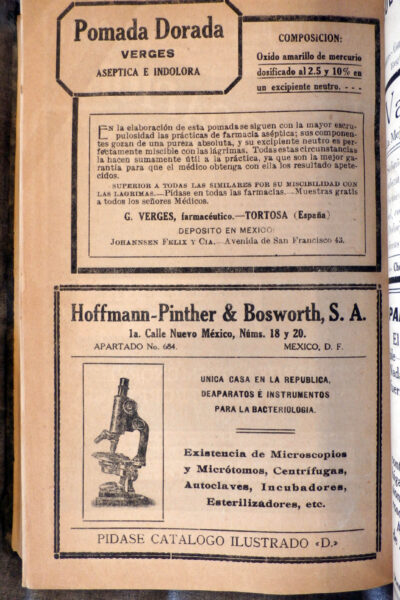 Pomada Dorada
VERGES
ASEPTICA E INDOLORA
COMPOSICION:
Oxido amarillo de mercurio
dosificado al 2.5 y 10% en
un excipiente neutro. - - -
EN la elaboración de esta pomada se siguen con la mayor escru-
pulosidad las prácticas de farmacia aséptica; sus componen-
tes gozan de una pureza absoluta, y su excipiente neutro es per-
fectamente miscible con las lágrimas. Todas estas circunstancias
la hacen sumamente útil a la práctica, ya que son la mejor ga-
rantía para que el médico obtenga con ella los resultado apete-
cidos.
SUPERIOR A TODAS LAS SIMILARES POR SU MISCIBILIDAD CON
LAS LAGRIMAS.—Pídase en todas las farmacias.—Muestras gratis
a todos los señores Médicos.
G. VERGES, farmacéutico.—TORTOSA (España)
DEPOSITO EN MEXICO:
JOHANNSEN FELIX Y CIA.—Avenida de San Francisco 43.
Hoffmann-Pinther & Bosworth, S. A.
1a. Calle Nuevo México, Núms. 18 y 20.
APARTADO No. 684. MEXICO, D. F.
UNICA CASA EN LA REPUBLICA,
DEAPARATOS É INSTRUMENTOS
PARA LA BACTERIOLOGIA.
Existencia de Microscopios
y Micrótomos, Centrífugas,
Autoclaves, Incubadores,
Esterilizadores, etc.
PIDASE CATALOGO ILUSTRADO «D.»